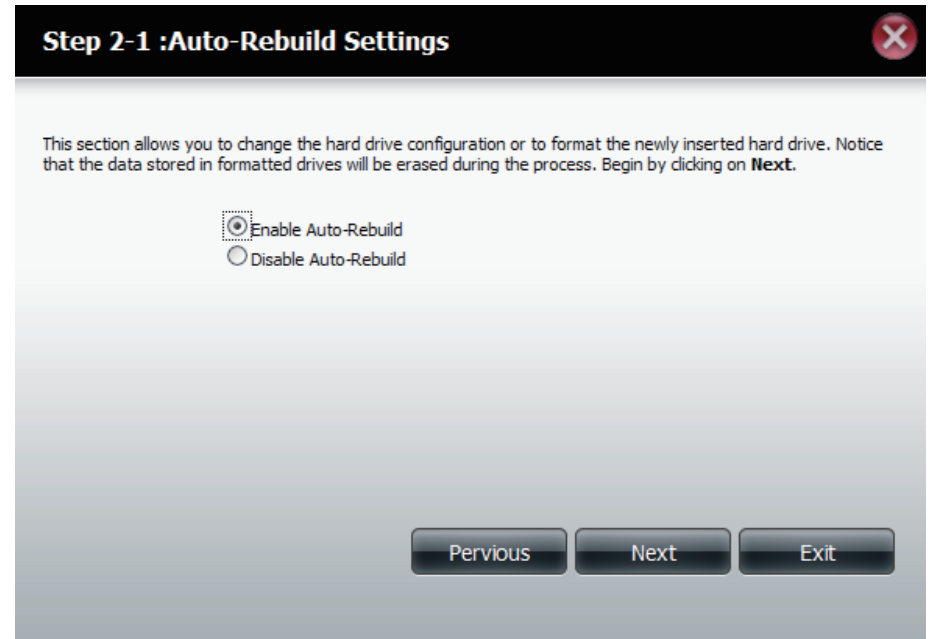 Step 2-1 :Auto-Rebuild Settings
This section allows you to change the hard drive configuration or to format the newly inserted hard drive. Notice
that the data stored in formatted drives will be erased during the process. Begin by clicking on Next.
Enable Auto-Rebuild
Disable Auto-Rebuild
Pervious Next Exit